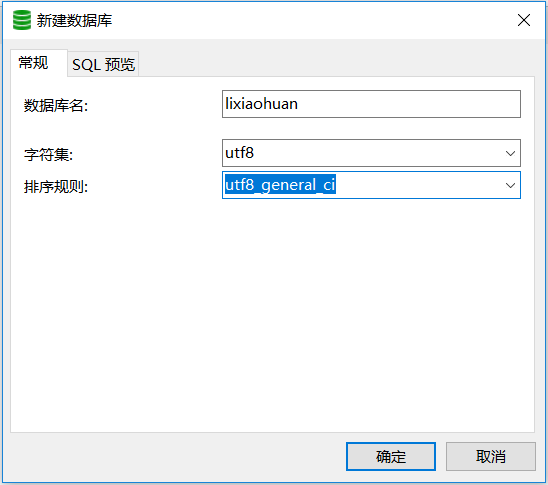 新建数据库
常规 SQL 预览
数据库名: lixiaohuan
字符集: utf8
排序规则: utf8_general_ci
确定 取消